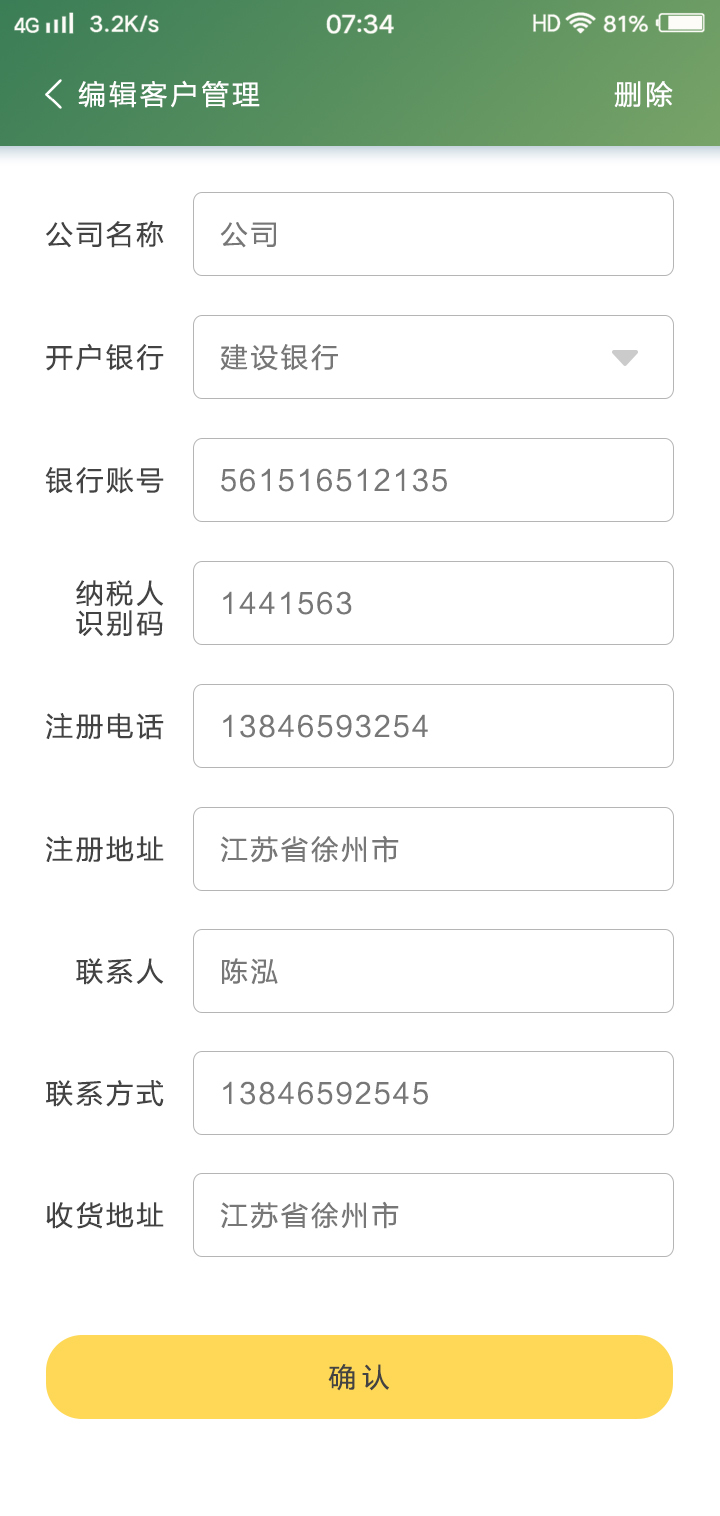 4G 3.2K/s 07:34 HD 81%
编辑客户管理 删除
公司名称 公司
开户银行 建设银行
银行账号 561516512135
纳税人
识别码 1441563
注册电话 13846593254
注册地址 江苏省徐州市
联系人 陈泓
联系方式 13846592545
收货地址 江苏省徐州市
确认